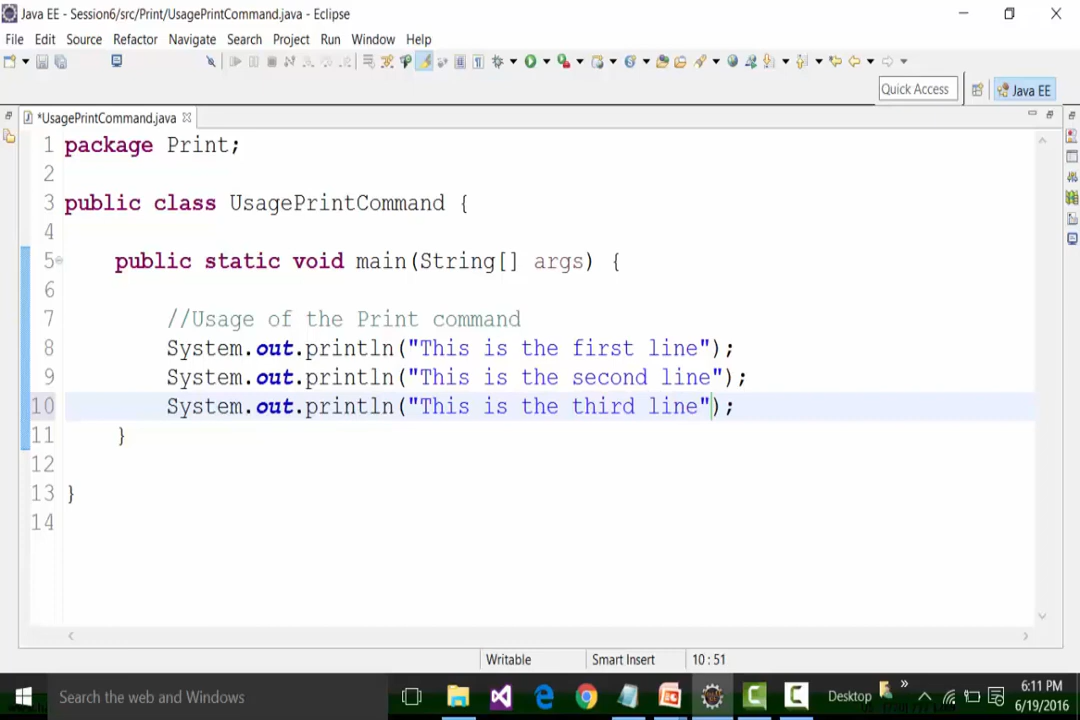 Java EE - Session6/src/Print/UsagePrintCommand.java - Eclipse
File Edit Source Refactor Navigate Search Project Run Window Help
Quick Access
Java EE
*UsagePrintCommand.java
1 package Print;
2
3 public class UsagePrintCommand {
4
5 public static void main(String[] args) {
6
7 //Usage of the Print command
8 System.out.println("This is the first line");
9 System.out.println("This is the second line");
10 System.out.println("This is the third line");
11 }
12
13 }
14
Writable Smart Insert 10 : 51
Search the web and Windows
Desktop
6:11 PM
6/19/2016